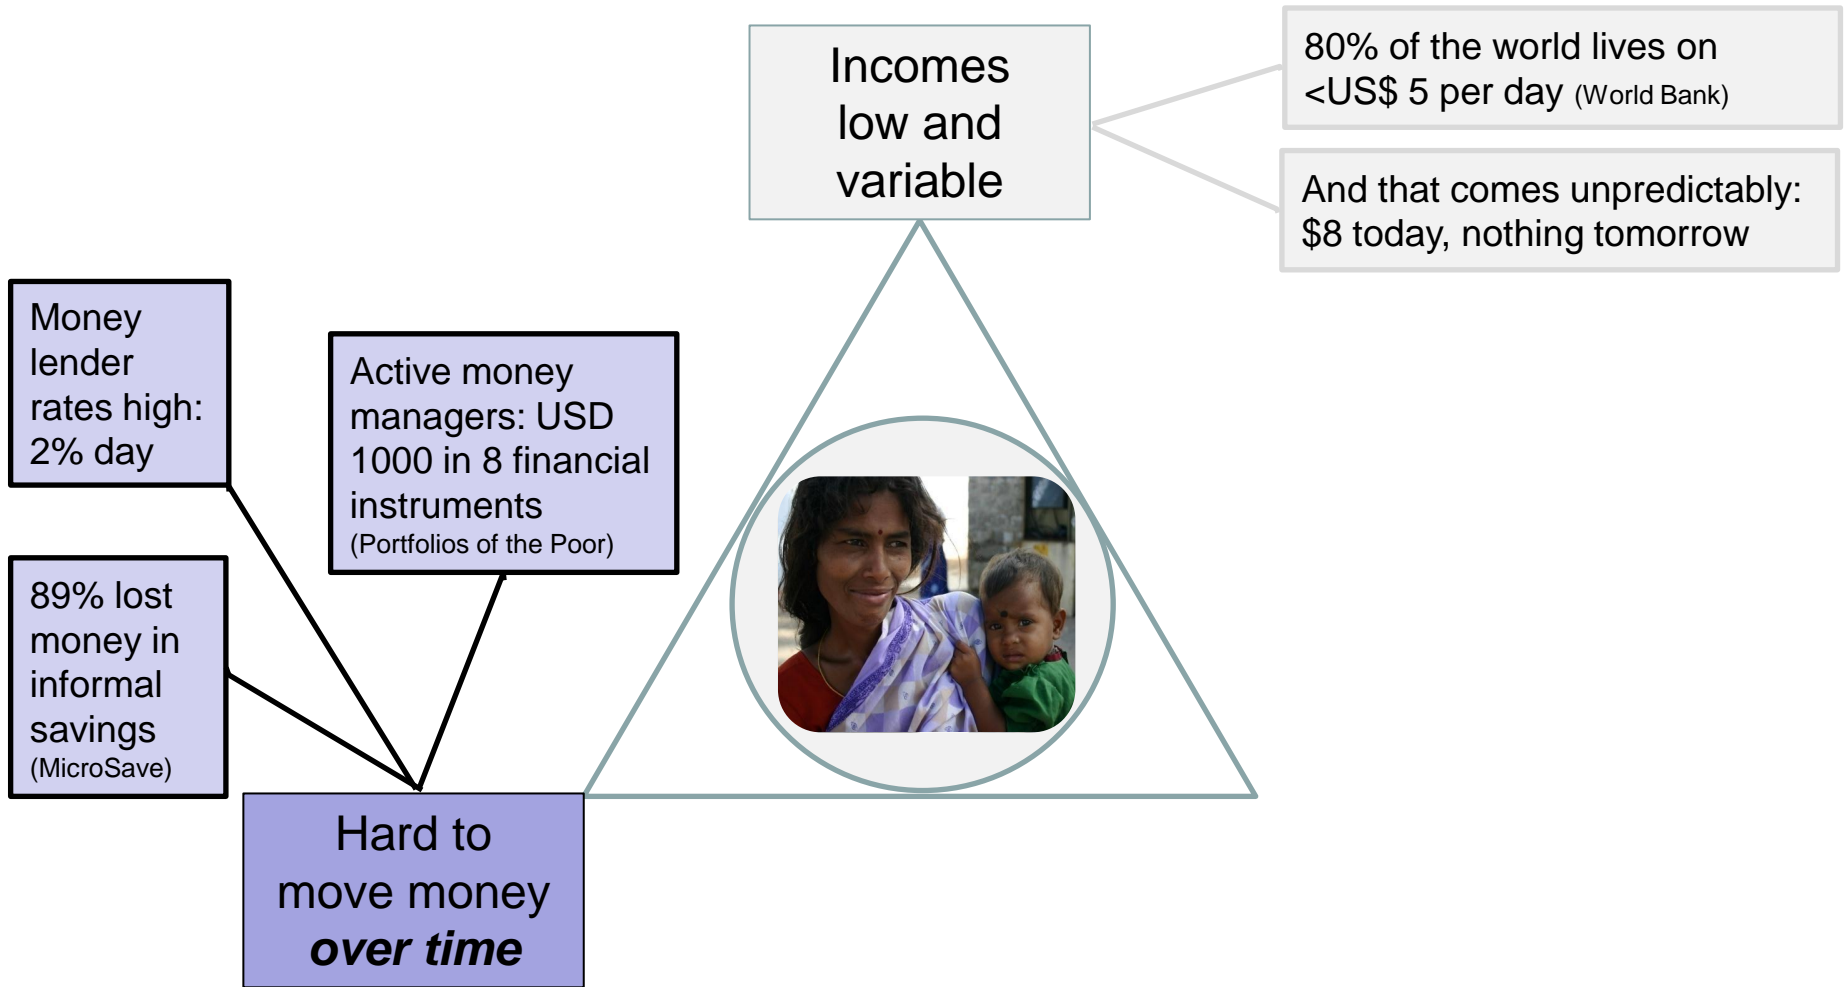 Incomes
low and
variable
80% of the world lives on
<US$ 5 per day (World Bank)
And that comes unpredictably:
$8 today, nothing tomorrow
Money
lender
rates high:
2% day
Active money
managers: USD
1000 in 8 financial
instruments
(Portfolios of the Poor)
89% lost
money in
informal
savings
(MicroSave)
Hard to
move money
over time